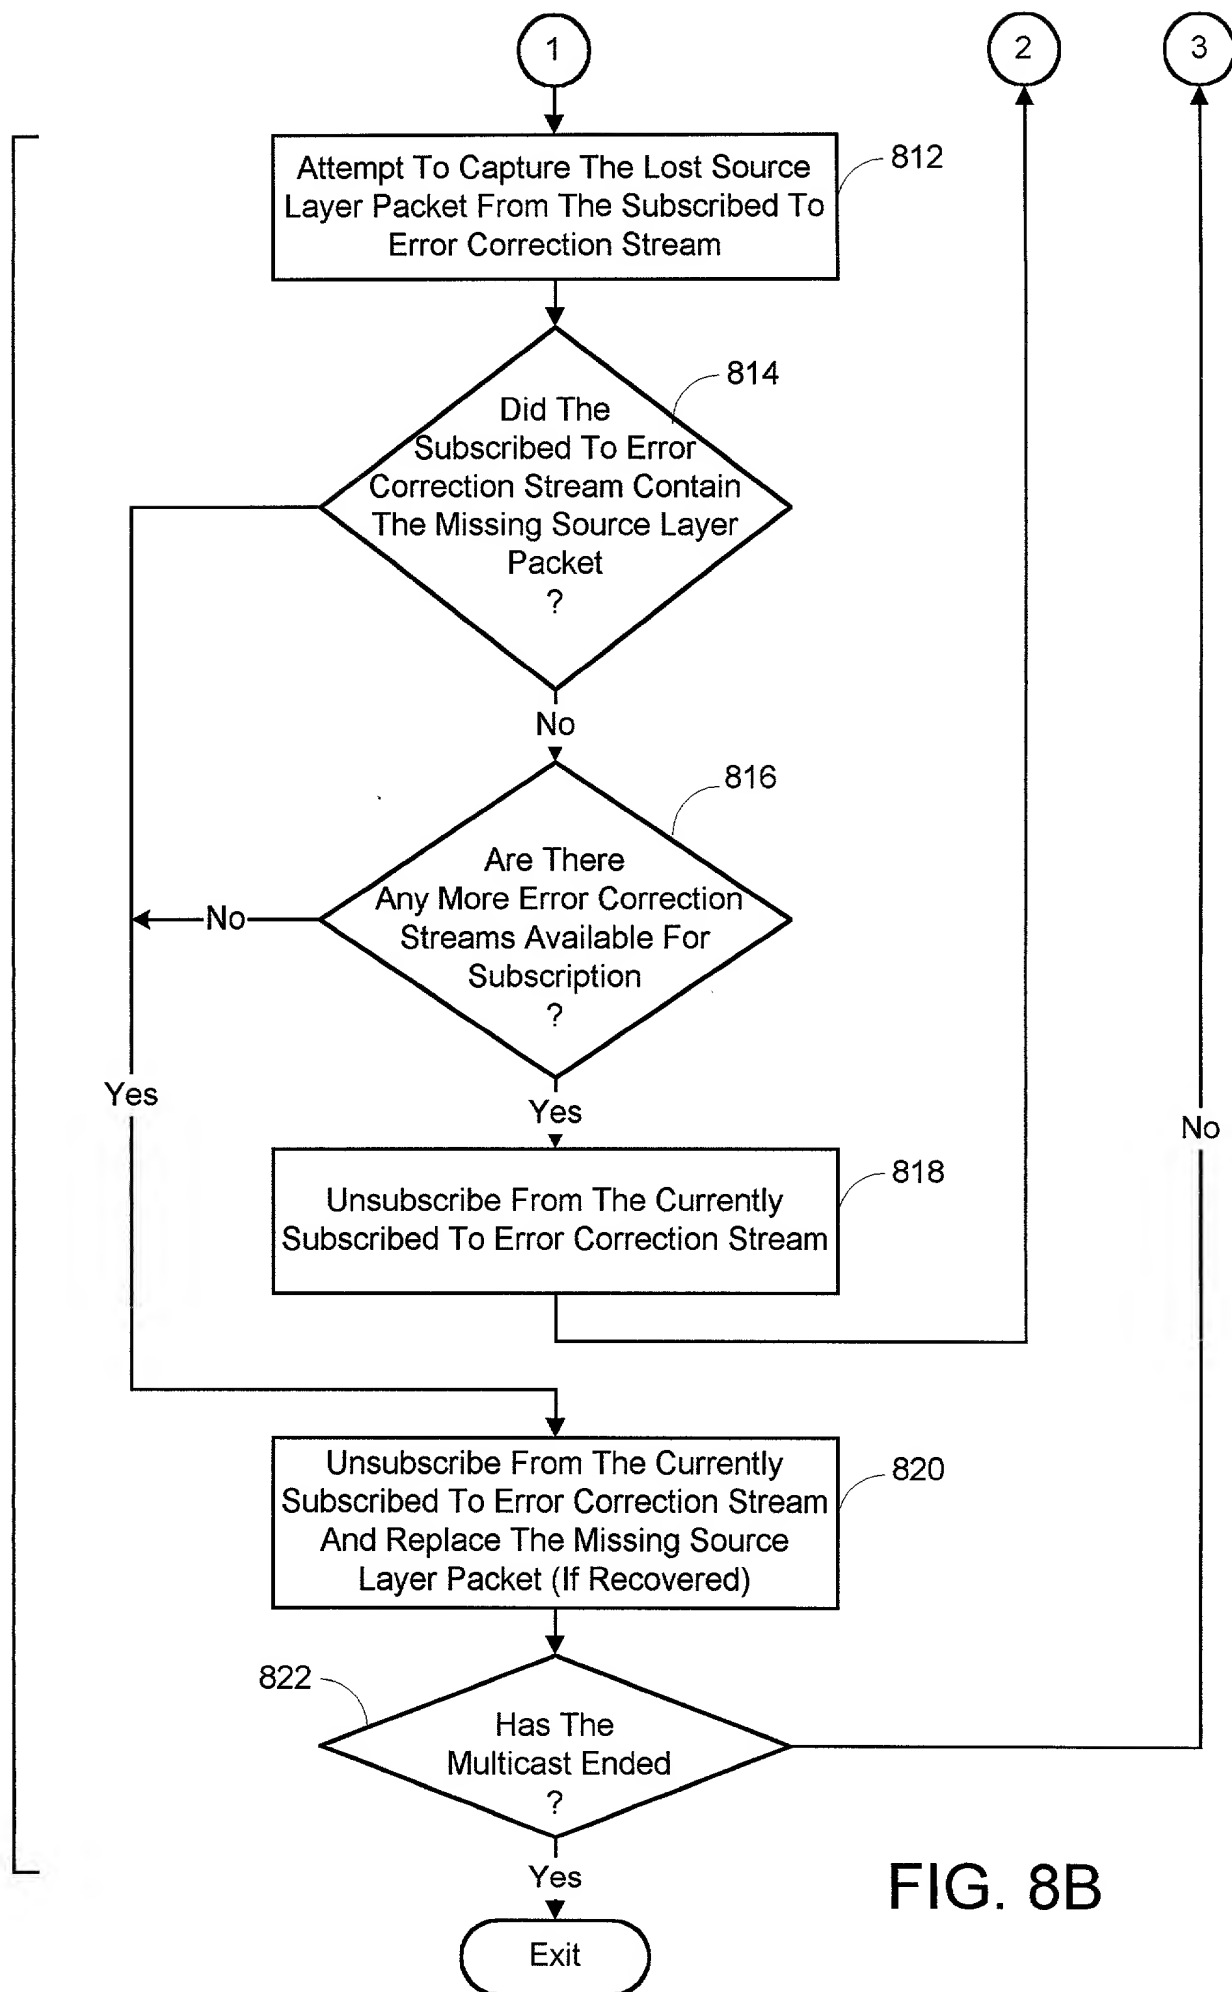 1
2
3
Attempt To Capture The Lost Source
Layer Packet From The Subscribed To
Error Correction Stream
812
Did The
Subscribed To Error
Correction Stream Contain
The Missing Source Layer
Packet
?
814
No
Are There
Any More Error Correction
Streams Available For
Subscription
?
816
No
Yes
Yes
No
Unsubscribe From The Currently
Subscribed To Error Correction Stream
818
Unsubscribe From The Currently
Subscribed To Error Correction Stream
And Replace The Missing Source
Layer Packet (If Recovered)
820
822
Has The
Multicast Ended
?
Yes
Exit
FIG. 8B